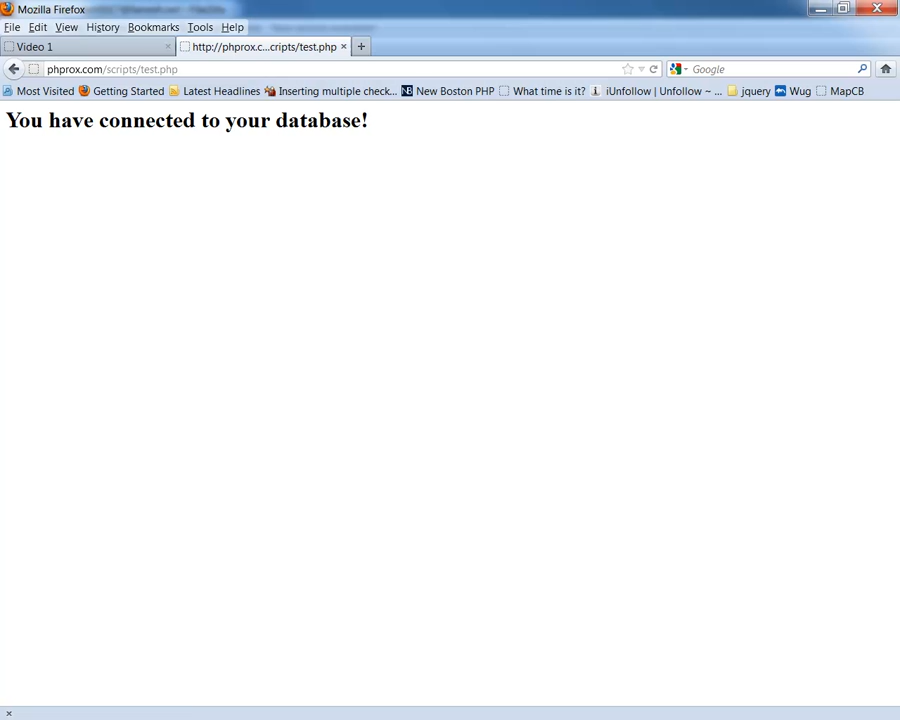 Mozilla Firefox
File Edit View History Bookmarks Tools Help
Video 1 http://phprox.c...cripts/test.php
phprox.com/scripts/test.php Google
Most Visited Getting Started Latest Headlines Inserting multiple check... New Boston PHP What time is it? iUnfollow | Unfollow ~ ... jquery Wug MapCB
You have connected to your database!